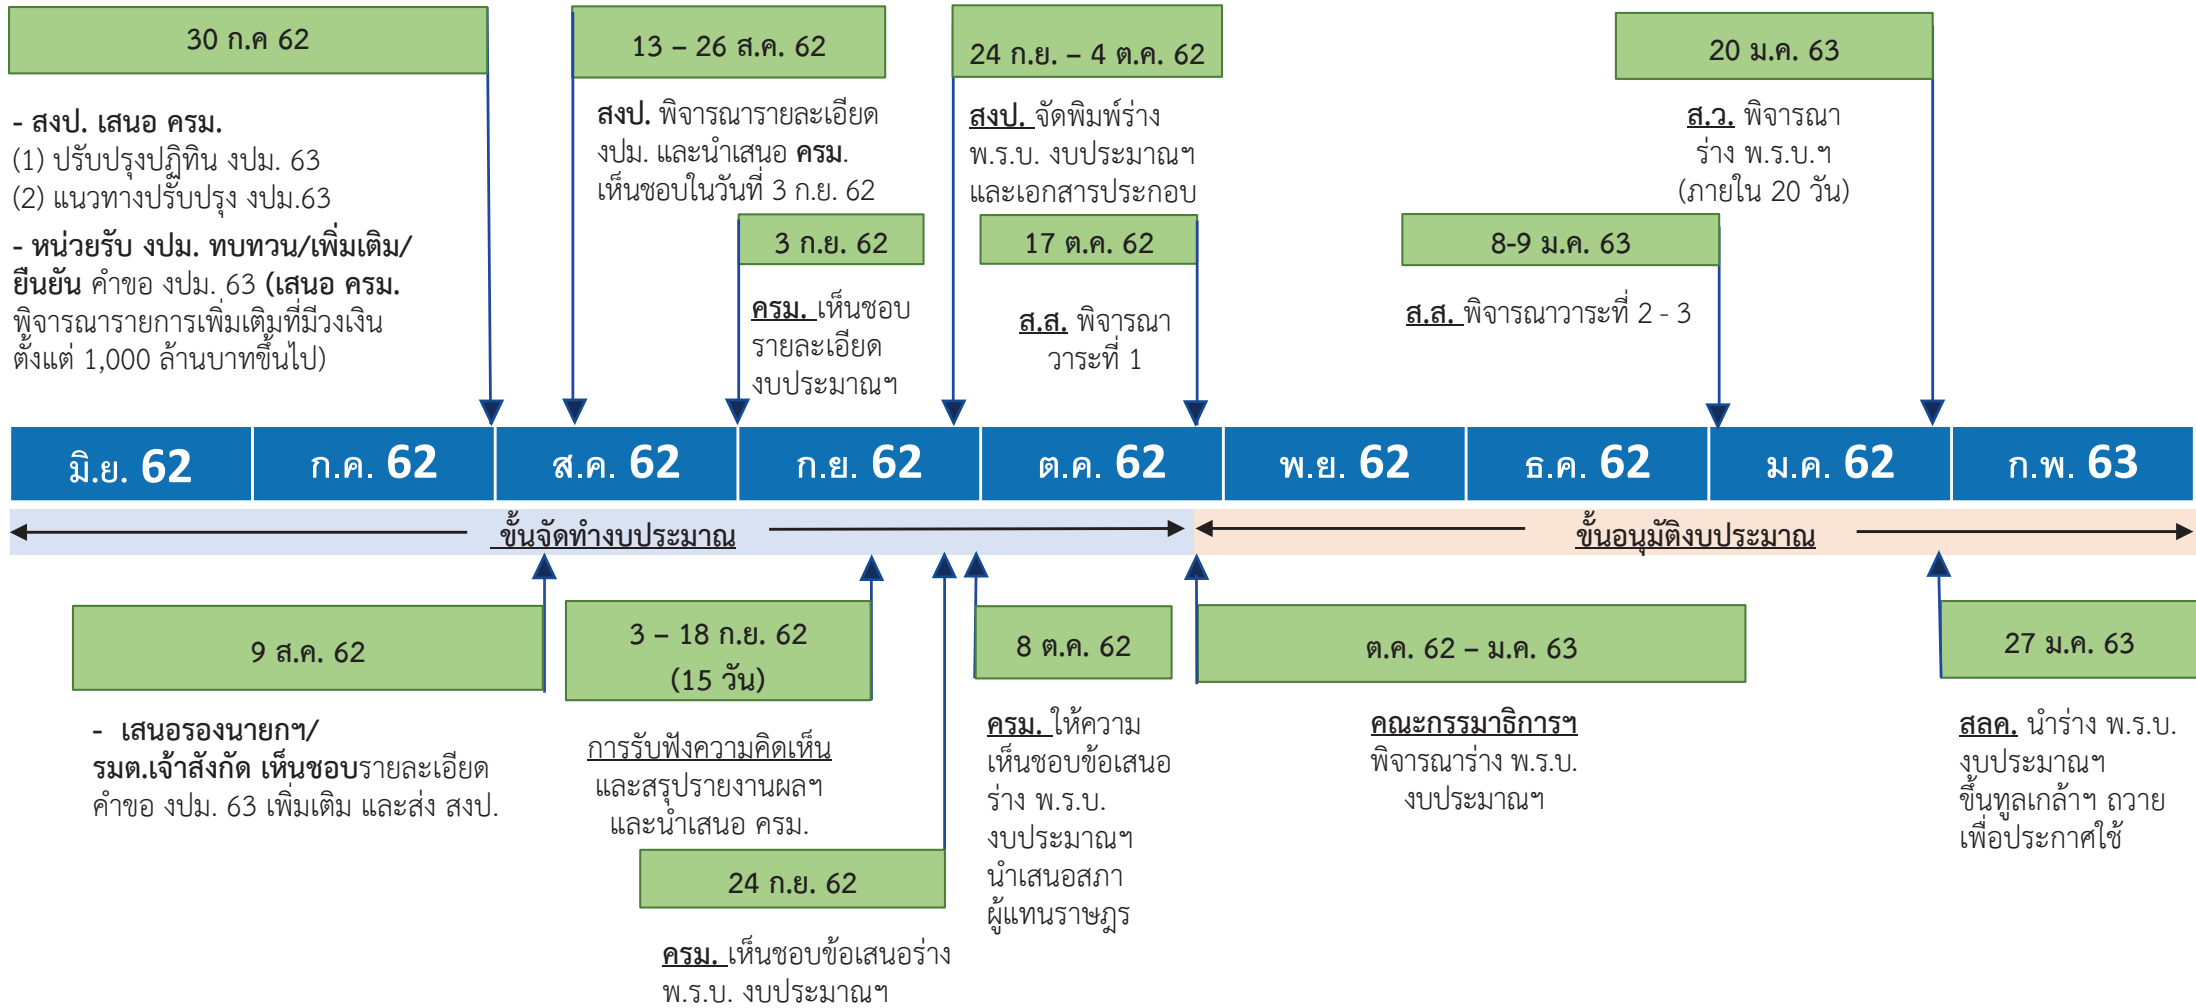 30 ก.ค 62
- สงป. เสนอ ครม.
(1) ปรับปรุงปฏิทิน งปม. 63
(2) แนวทางปรับปรุง งปม.63
- หน่วยรับ งปม. ทบทวน/เพิ่มเติม/
ยืนยัน คำขอ งปม. 63 (เสนอ ครม.
พิจารณารายการเพิ่มเติมที่มีวงเงิน
ตั้งแต่ 1,000 ล้านบาทขึ้นไป)
13 – 26 ส.ค. 62
สงป. พิจารณารายละเอียด
งปม. และนำเสนอ ครม.
เห็นชอบในวันที่ 3 ก.ย. 62
3 ก.ย. 62
ครม. เห็นชอบ
รายละเอียด
งบประมาณฯ
24 ก.ย. – 4 ต.ค. 62
สงป. จัดพิมพ์ร่าง
พ.ร.บ. งบประมาณฯ
และเอกสารประกอบ
17 ต.ค. 62
ส.ส. พิจารณา
วาระที่ 1
8-9 ม.ค. 63
ส.ส. พิจารณาวาระที่ 2 - 3
20 ม.ค. 63
ส.ว. พิจารณา
ร่าง พ.ร.บ.ฯ
(ภายใน 20 วัน)
มิ.ย. 62
ก.ค. 62
ส.ค. 62
ก.ย. 62
ต.ค. 62
พ.ย. 62
ธ.ค. 62
ม.ค. 62
ก.พ. 63
ขั้นจัดทำงบประมาณ
ขั้นอนุมัติงบประมาณ
9 ส.ค. 62
- เสนอรองนายกฯ/
รมต.เจ้าสังกัด เห็นชอบรายละเอียด
คำขอ งปม. 63 เพิ่มเติม และส่ง สงป.
3 – 18 ก.ย. 62
(15 วัน)
การรับฟังความคิดเห็น
และสรุปรายงานผลฯ
และนำเสนอ ครม.
24 ก.ย. 62
ครม. เห็นชอบข้อเสนอร่าง
พ.ร.บ. งบประมาณฯ
8 ต.ค. 62
ครม. ให้ความ
เห็นชอบข้อเสนอ
ร่าง พ.ร.บ.
งบประมาณฯ
นำเสนอสภา
ผู้แทนราษฎร
ต.ค. 62 – ม.ค. 63
คณะกรรมาธิการฯ
พิจารณาร่าง พ.ร.บ.
งบประมาณฯ
27 ม.ค. 63
สลค. นำร่าง พ.ร.บ.
งบประมาณฯ
ขึ้นทูลเกล้าฯ ถวาย
เพื่อประกาศใช้